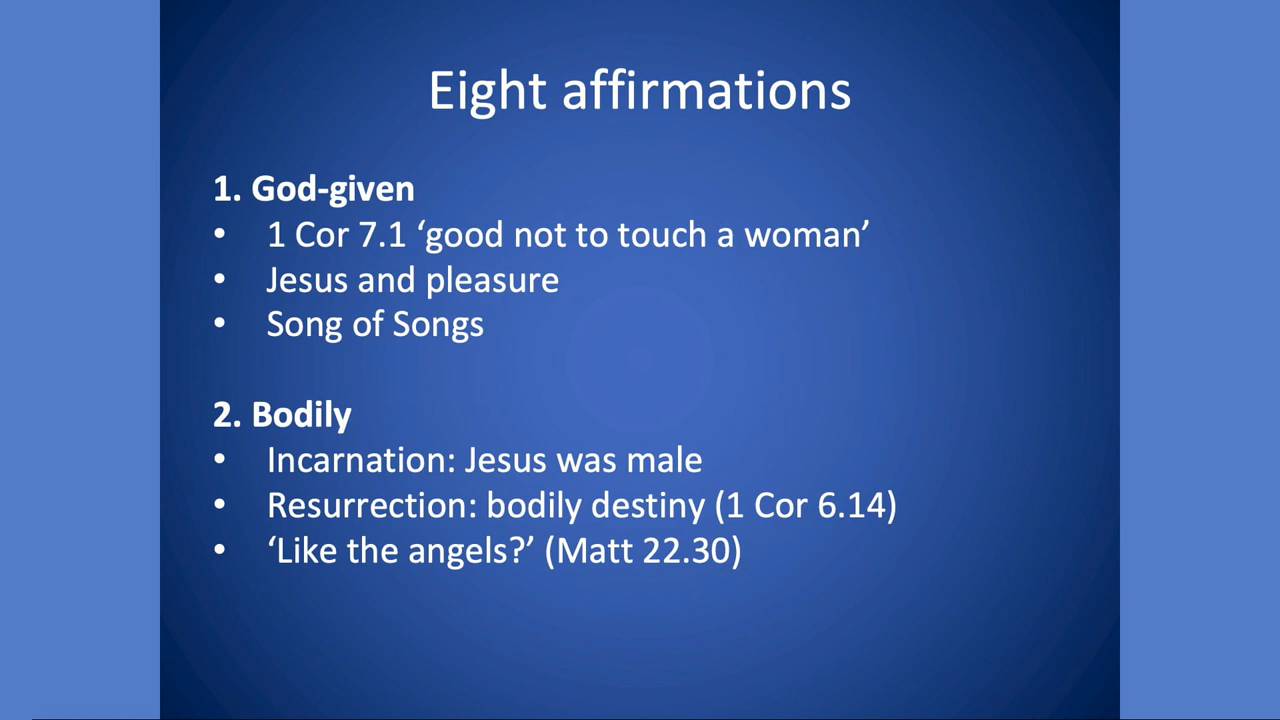 Eight affirmations
1. God-given
• 1 Cor 7.1 ‘good not to touch a woman’
• Jesus and pleasure
• Song of Songs
2. Bodily
• Incarnation: Jesus was male
• Resurrection: bodily destiny (1 Cor 6.14)
• ‘Like the angels?’ (Matt 22.30)